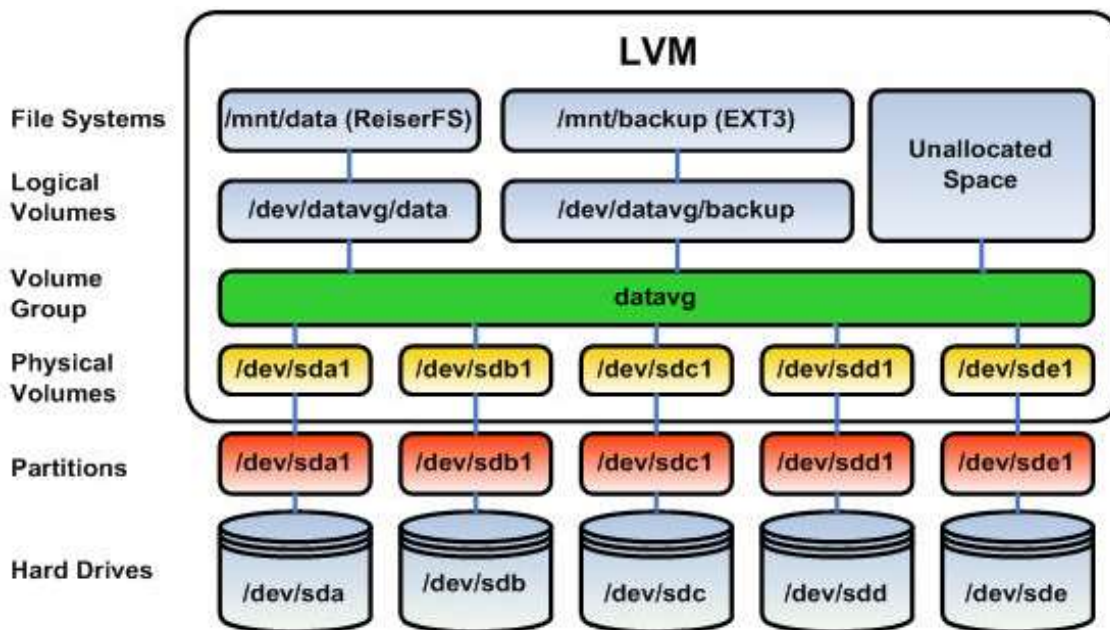 LVM
File Systems
/mnt/data (ReiserFS)
/mnt/backup (EXT3)
Unallocated
Space
Logical
Volumes
/dev/datavg/data
/dev/datavg/backup
Volume
Group
datavg
Physical
Volumes
/dev/sda1
/dev/sdb1
/dev/sdc1
/dev/sdd1
/dev/sde1
Partitions
/dev/sda1
/dev/sdb1
/dev/sdc1
/dev/sdd1
/dev/sde1
Hard Drives
/dev/sda
/dev/sdb
/dev/sdc
/dev/sdd
/dev/sde